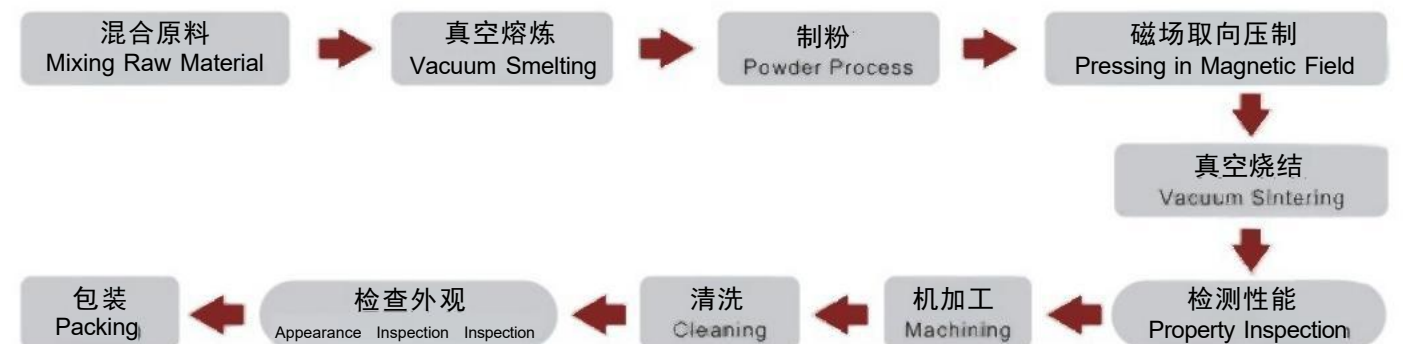 混合原料
Mixing Raw Material
真空熔炼
Vacuum Smelting
制粉
Powder Process
磁场取向压制
Pressing in Magnetic Field
真空烧结
Vacuum Sintering
检测性能
Property Inspection
机加工
Machining
清洗
Cleaning
检查外观
Appearance Inspection Inspection
包装
Packing